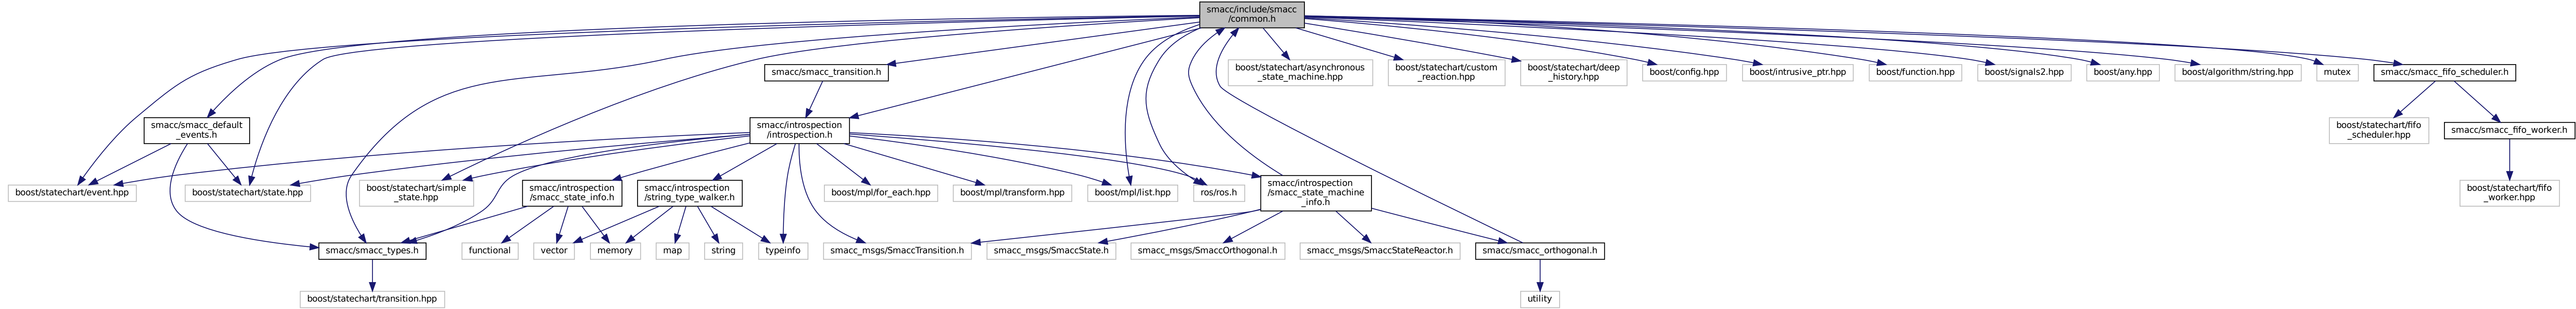 smacc/include/smacc
/common.h
smacc/smacc_transition.h
boost/statechart/asynchronous
_state_machine.hpp
boost/statechart/custom
_reaction.hpp
boost/statechart/deep
_history.hpp
boost/config.hpp
boost/intrusive_ptr.hpp
boost/function.hpp
boost/signals2.hpp
boost/any.hpp
boost/algorithm/string.hpp
mutex
smacc/smacc_fifo_scheduler.h
smacc/smacc_default
_events.h
smacc/introspection
/introspection.h
boost/statechart/fifo
_scheduler.hpp
smacc/smacc_fifo_worker.h
boost/statechart/event.hpp
boost/statechart/state.hpp
boost/statechart/simple
_state.hpp
smacc/introspection
/smacc_state_info.h
smacc/introspection
/string_type_walker.h
boost/mpl/for_each.hpp
boost/mpl/transform.hpp
boost/mpl/list.hpp
ros/ros.h
smacc/introspection
/smacc_state_machine
_info.h
boost/statechart/fifo
_worker.hpp
smacc/smacc_types.h
functional
vector
memory
map
string
typeinfo
smacc_msgs/SmaccTransition.h
smacc_msgs/SmaccState.h
smacc_msgs/SmaccOrthogonal.h
smacc_msgs/SmaccStateReactor.h
smacc/smacc_orthogonal.h
boost/statechart/transition.hpp
utility